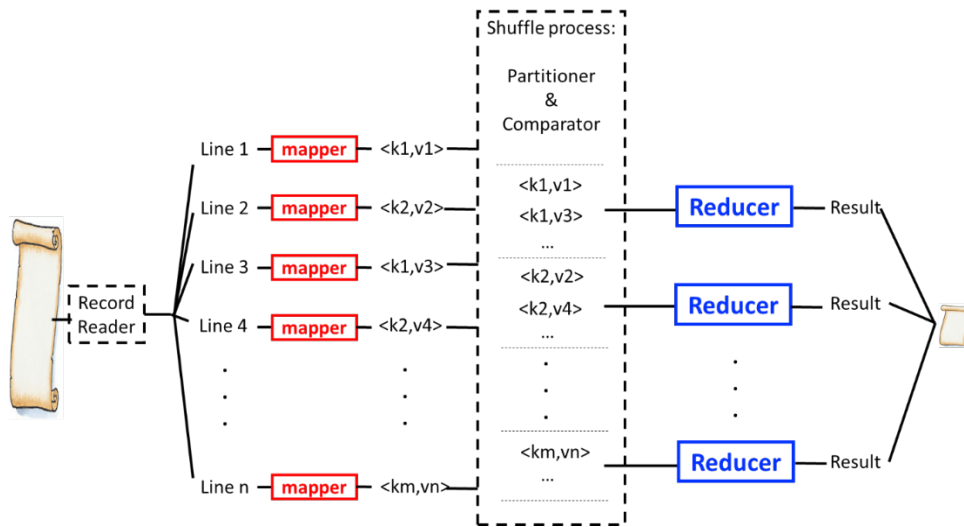 Shuffle process:
Partitioner
&
Comparator
Line 1 mapper <k1,v1>
Line 2 mapper <k2,v2>
Line 3 mapper <k1,v3>
Line 4 mapper <k2,v4>
Line n mapper <km,vn>
Record
Reader
<k1,v1>
<k1,v3>
...
<k2,v2>
<k2,v4>
...
<km,vn>
...
Reducer Result
Reducer Result
Reducer Result